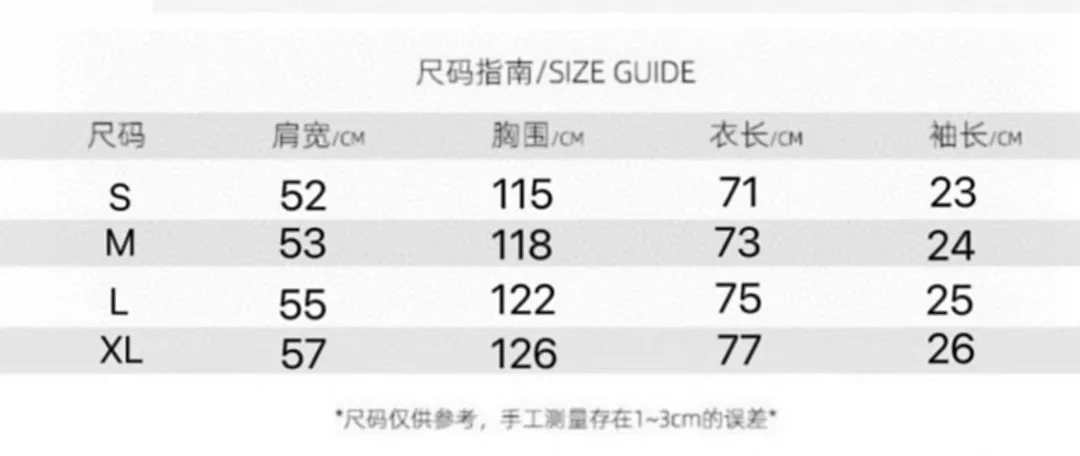 尺码指南/SIZE GUIDE
尺码 肩宽/CM 胸围/CM 衣长/CM 袖长/CM
S 52 115 71 23
M 53 118 73 24
L 55 122 75 25
XL 57 126 77 26
*尺码仅供参考，手工测量存在1~3cm的误差*